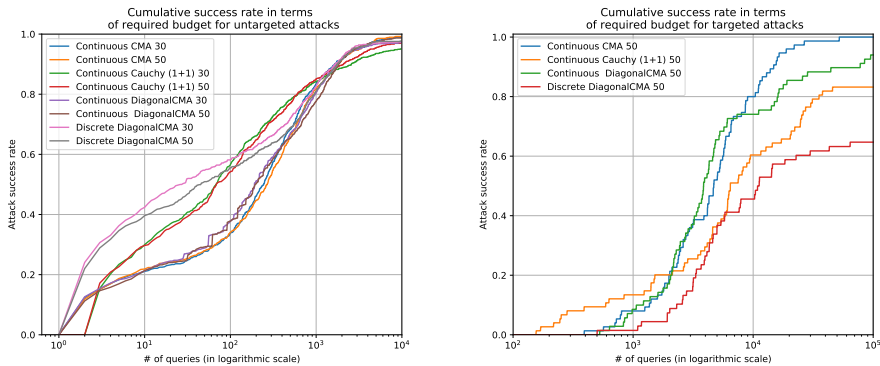 Cumulative success rate in terms
of required budget for untargeted attacks
1.0
0.8
0.6
0.4
0.2
0.0
Attack success rate
Continuous CMA 30
Continuous CMA 50
Continuous Cauchy (1+1) 30
Continuous Cauchy (1+1) 50
Continuous DiagonalCMA 30
Continuous  DiagonalCMA 50
Discrete DiagonalCMA 30
Discrete DiagonalCMA 50
10^0
10^1
10^2
10^3
10^4
# of queries (in logarithmic scale)
Cumulative success rate in terms
of required budget for targeted attacks
1.0
0.8
0.6
0.4
0.2
0.0
Attack success rate
Continuous CMA 50
Continuous Cauchy (1+1) 50
Continuous  DiagonalCMA 50
Discrete DiagonalCMA 50
10^2
10^3
10^4
10^5
# of queries (in logarithmic scale)